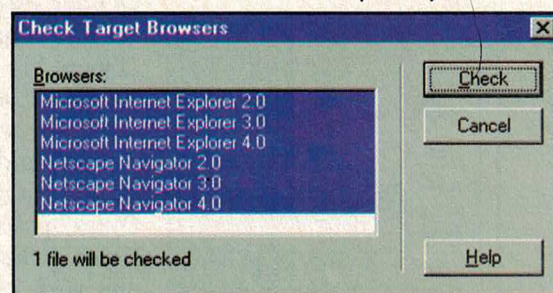 Check Target Browsers
Browsers:
Microsoft Internet Explorer 2.0
Microsoft Internet Explorer 3.0
Microsoft Internet Explorer 4.0
Netscape Navigator 2.0
Netscape Navigator 3.0
Netscape Navigator 4.0
1 file will be checked
Check
Cancel
Help